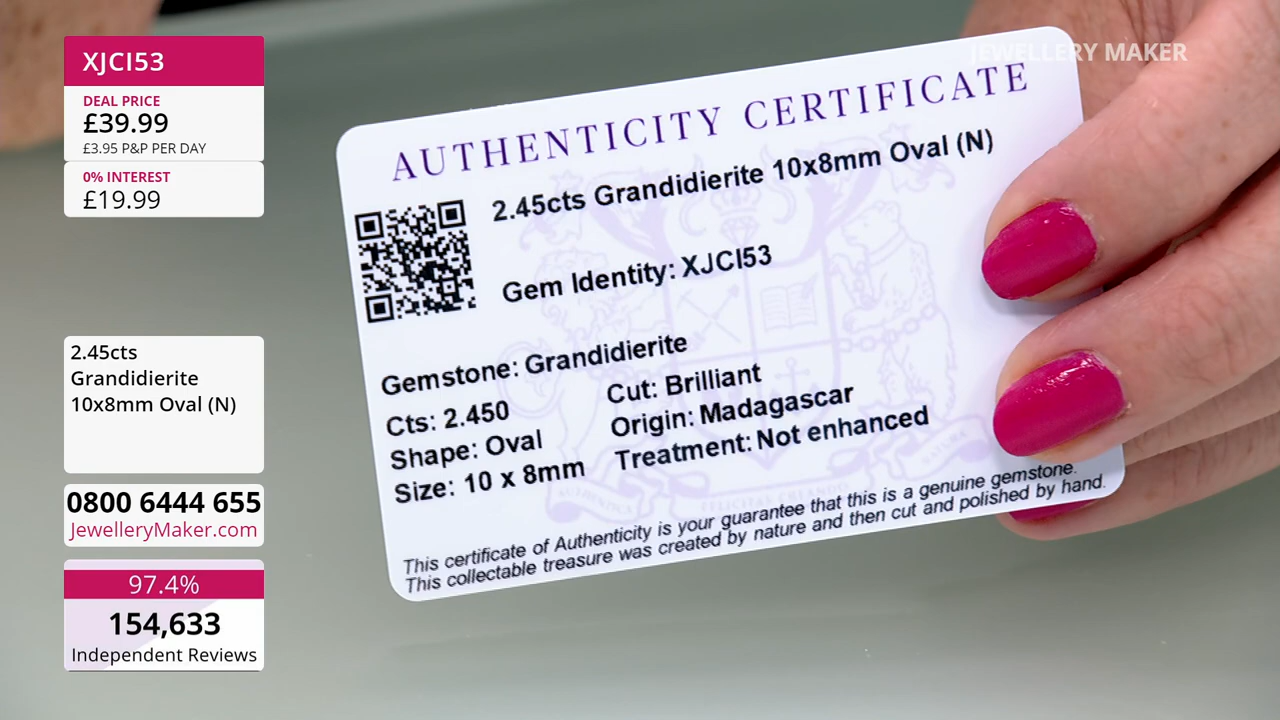 XJCI53
DEAL PRICE
£39.99
£3.95 P&P PER DAY
0% INTEREST
£19.99
2.45cts
Grandidierite
10x8mm Oval (N)
0800 6444 655
JewelleryMaker.com
97.4%
154,633
Independent Reviews
JEWELLERY MAKER
AUTHENTICITY CERTIFICATE
2.45cts Grandidierite 10x8mm Oval (N)
Gem Identity: XJCI53
Gemstone: Grandidierite
Cts: 2.450
Cut: Brilliant
Shape: Oval
Origin: Madagascar
Size: 10 x 8mm
Treatment: Not enhanced
This certificate of Authenticity is your guarantee that this is a genuine gemstone.
This collectable treasure was created by nature and then cut and polished by hand.